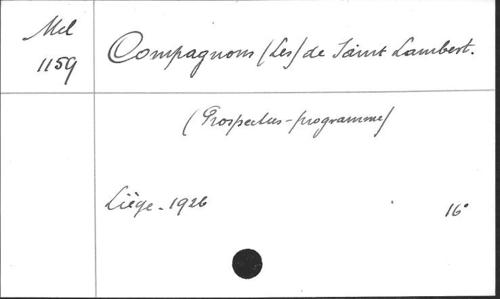 Mel
1159
Compagnons (Les) de Saint Lambert.
(Prospectus-programme)
Liège - 1926
16°